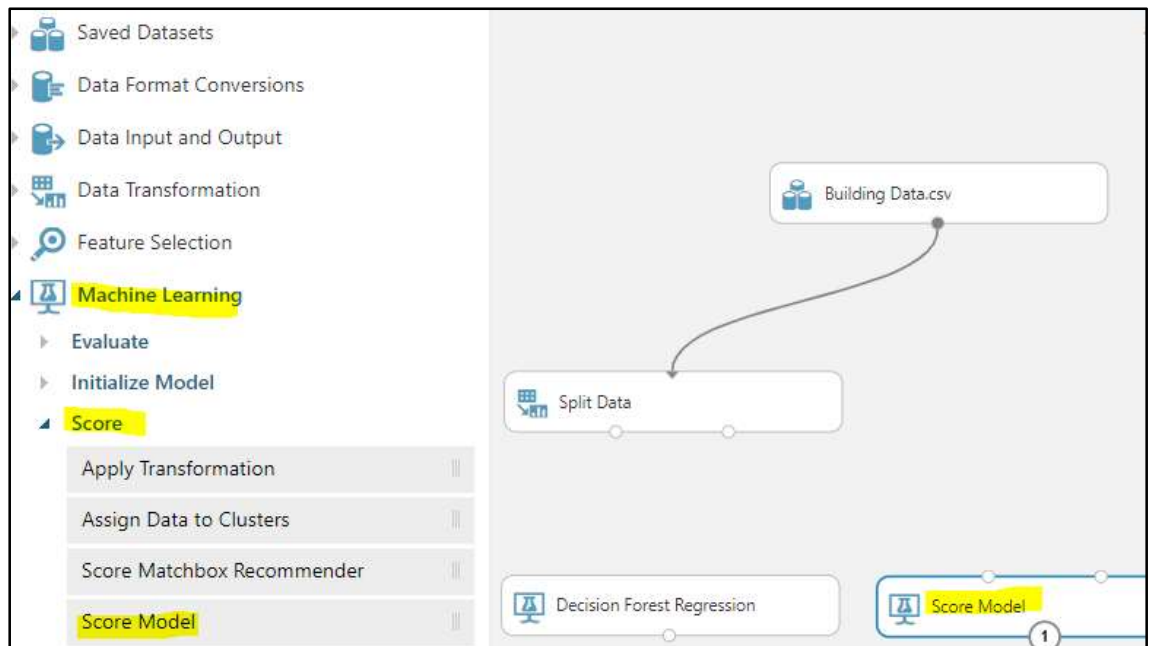 Saved Datasets
Data Format Conversions
Data Input and Output
Data Transformation
Feature Selection
Machine Learning
Evaluate
Initialize Model
Score
Apply Transformation
Assign Data to Clusters
Score Matchbox Recommender
Score Model
Building Data.csv
Split Data
Decision Forest Regression
Score Model
1